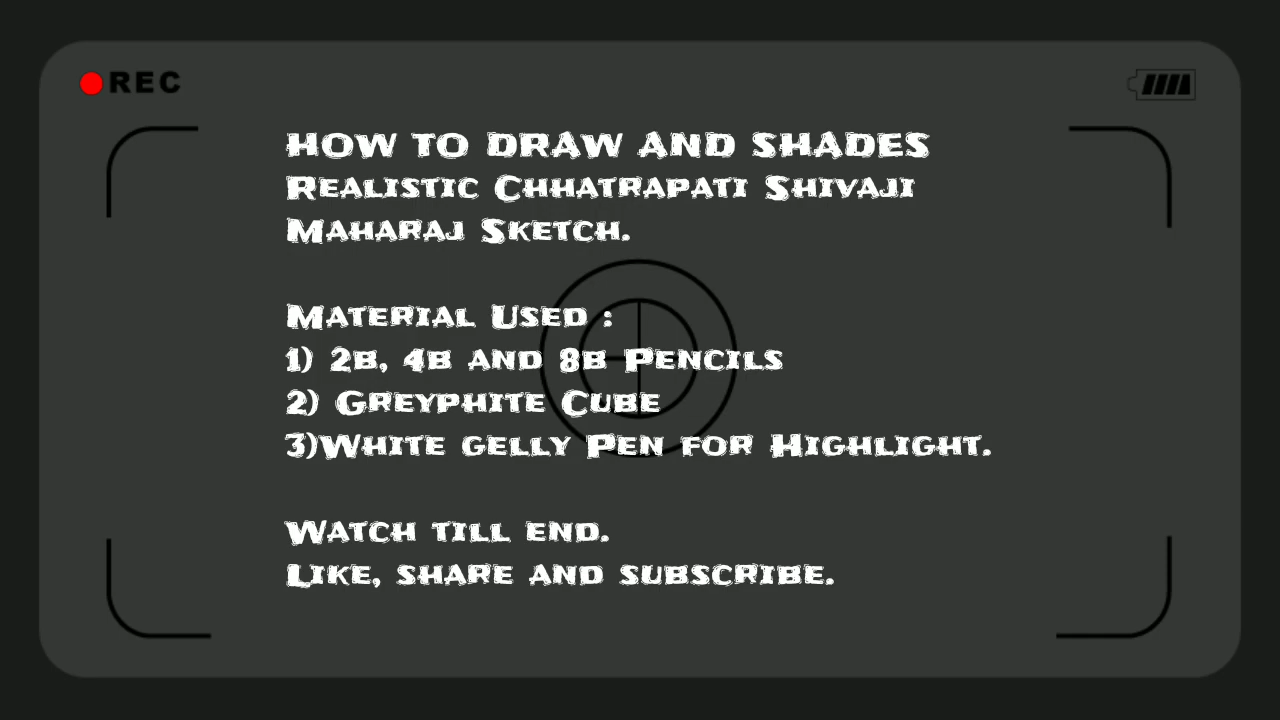 REC
HOW TO DRAW AND SHADES
Realistic Chhatrapati Shivaji
Maharaj Sketch.
Material Used :
1) 2B, 4B and 8B Pencils
2) Greyphite Cube
3)White gelly Pen for Highlight.
Watch till end.
Like, share and subscribe.